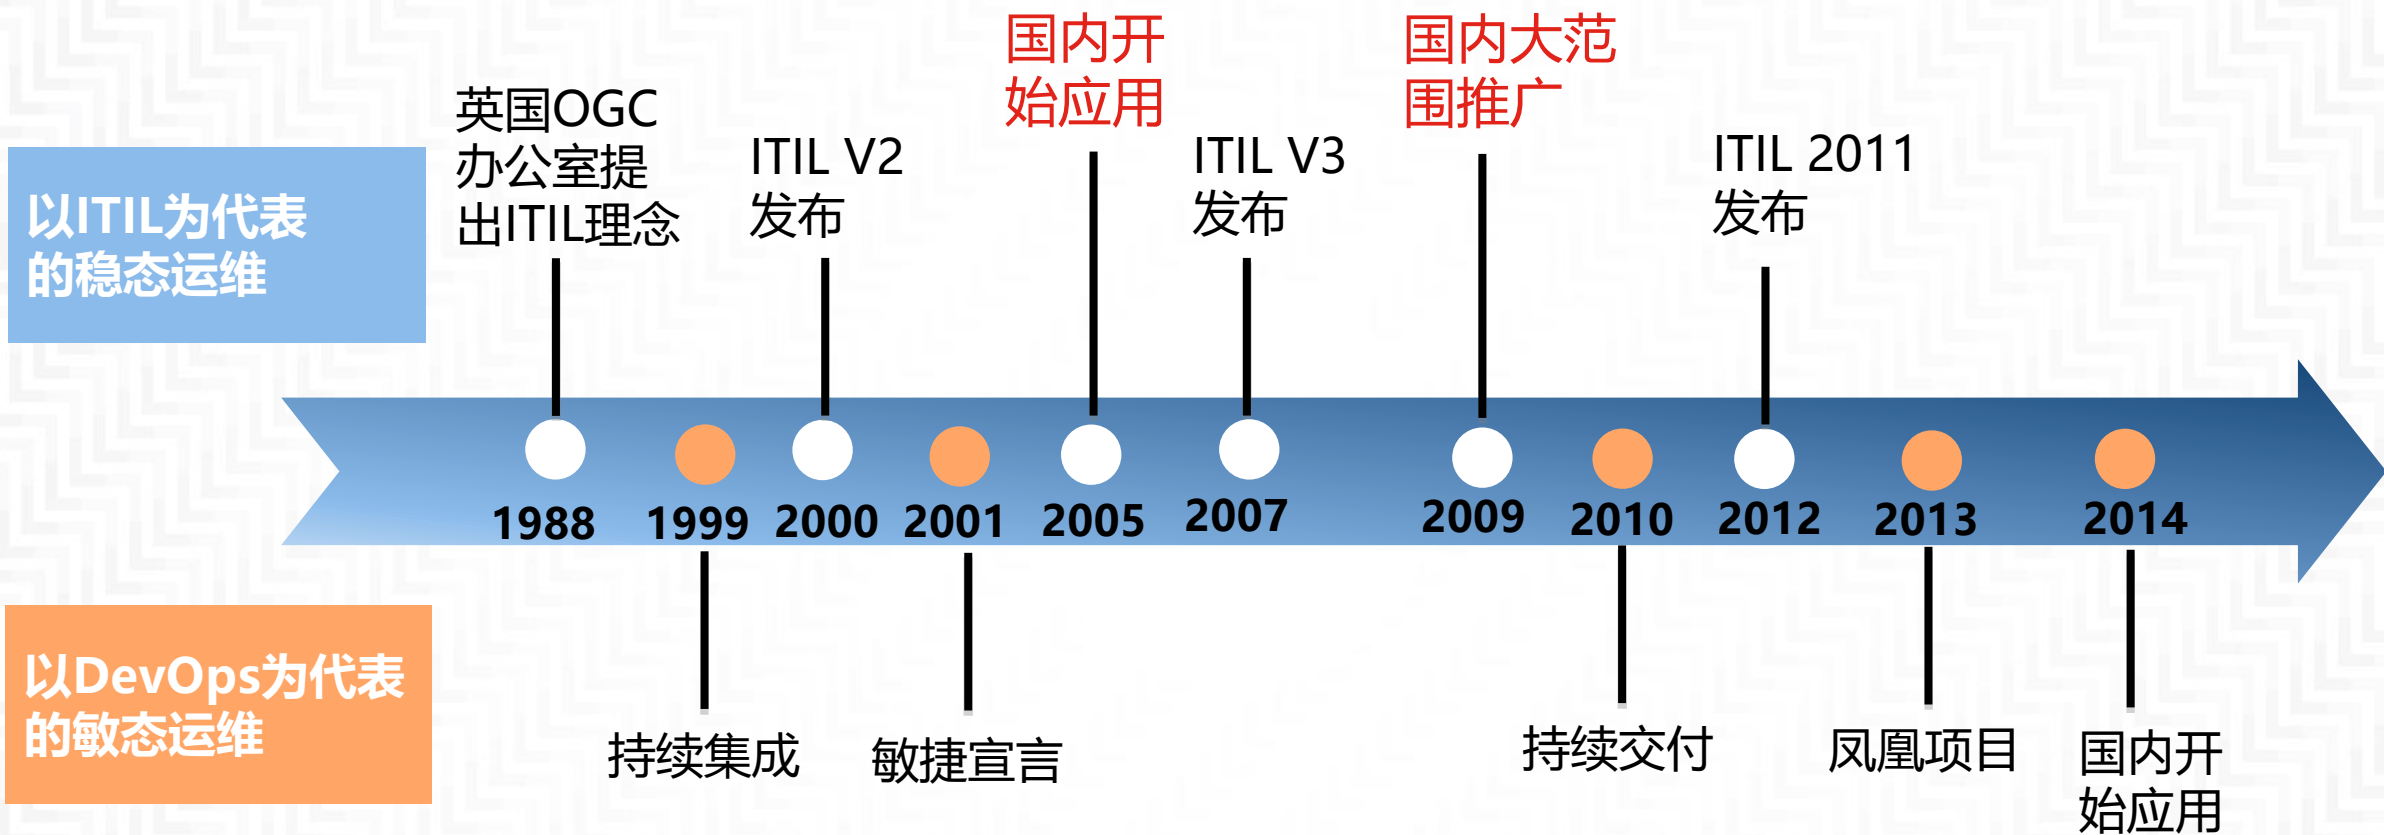 国内开
始应用
国内大范
围推广
英国OGC
办公室提
出ITIL理念
ITIL V2
发布
ITIL V3
发布
ITIL 2011
发布
以ITIL为代表
的稳态运维
1988
1999
2000
2001
2005
2007
2009
2010
2012
2013
2014
以DevOps为代表
的敏态运维
持续集成
敏捷宣言
持续交付
凤凰项目
国内开
始应用